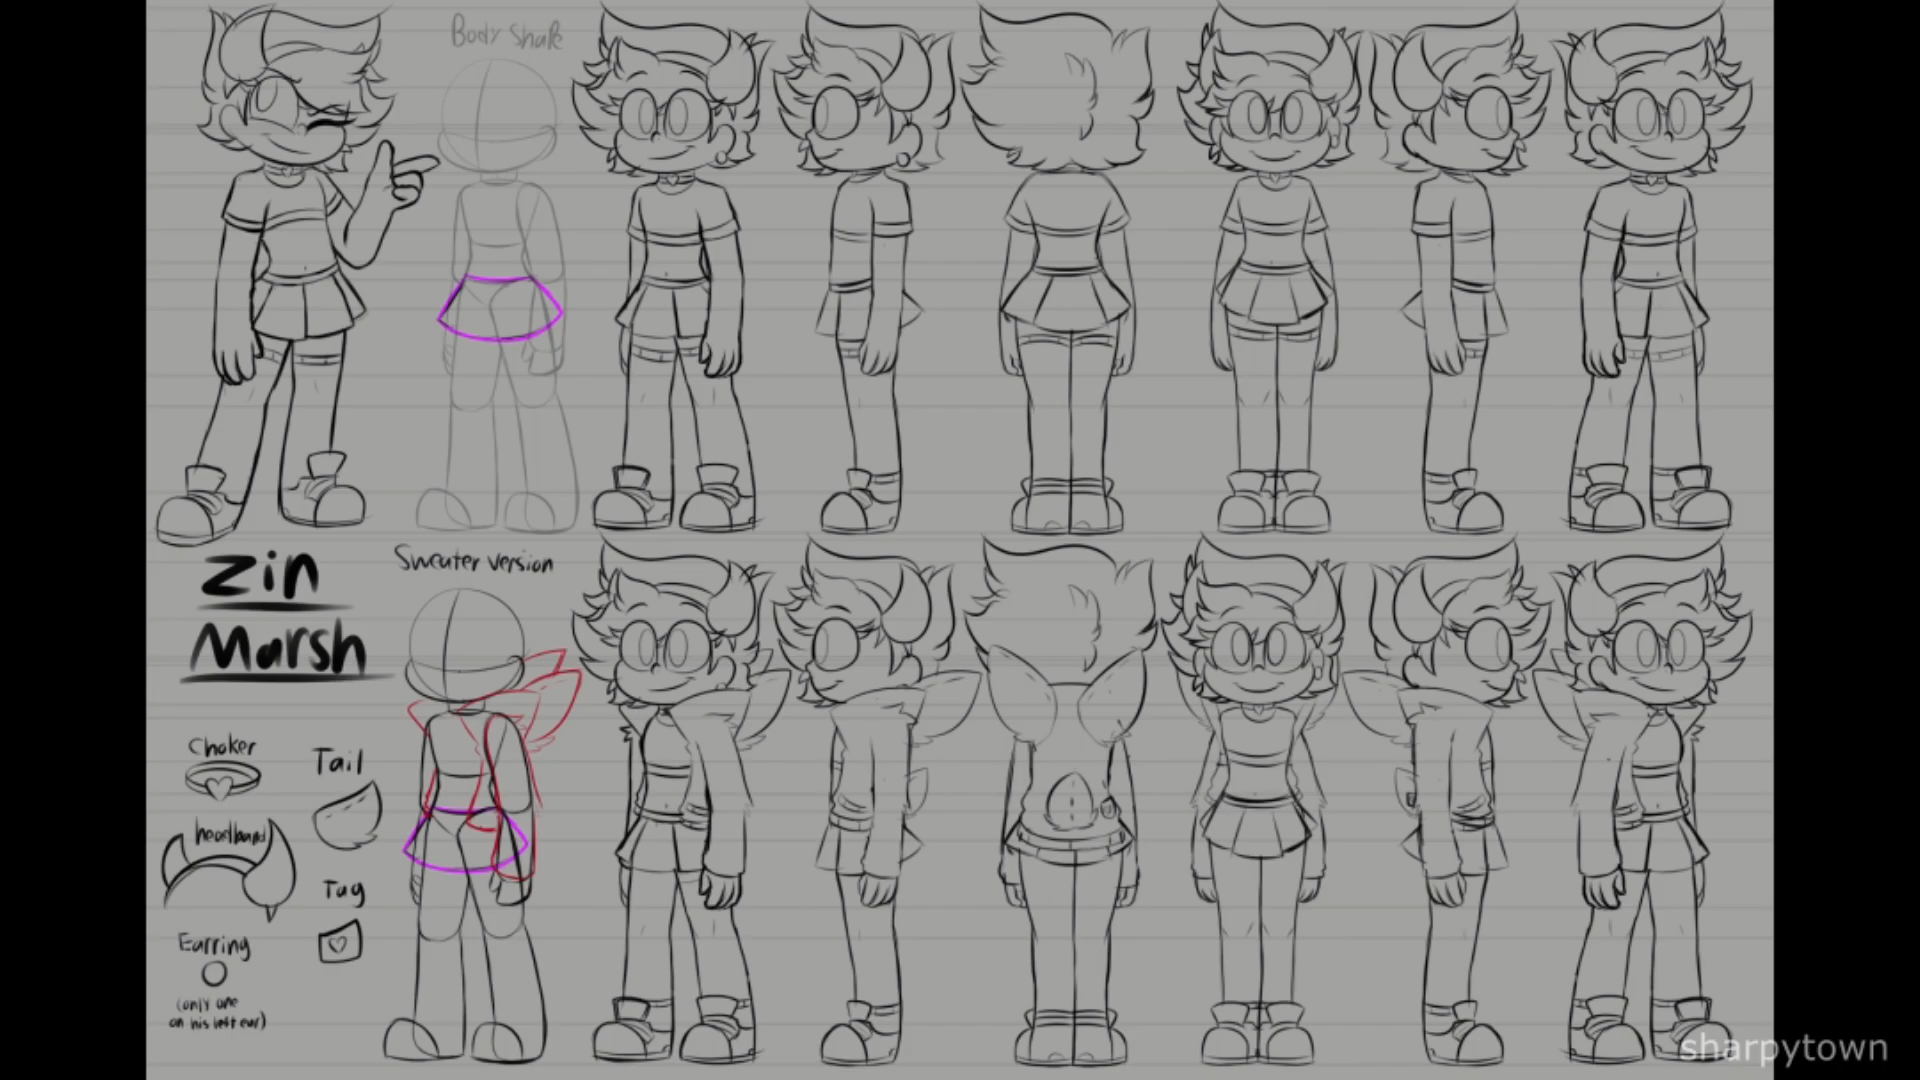 Body Shape
Zin
Marsh
Sweater version
Choker
Tail
headband
Tag
Earring
(only one
on his left ear)
sharpytown